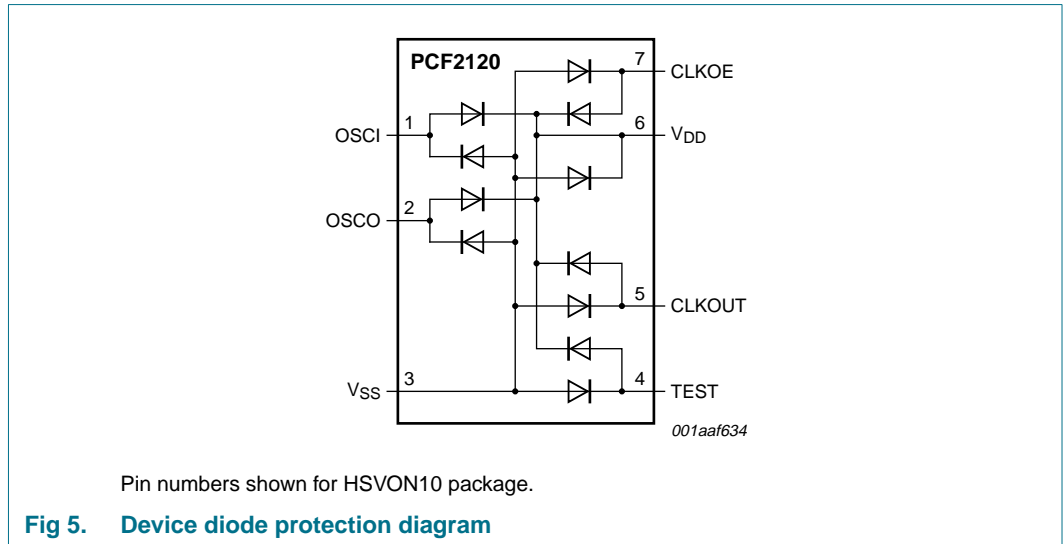 PCF2120
7 CLKOE
1 OSCI
6 VDD
2 OSCO
5 CLKOUT
3 VSS
4 TEST
001aaf634
Pin numbers shown for HSVON10 package.
Fig 5. Device diode protection diagram